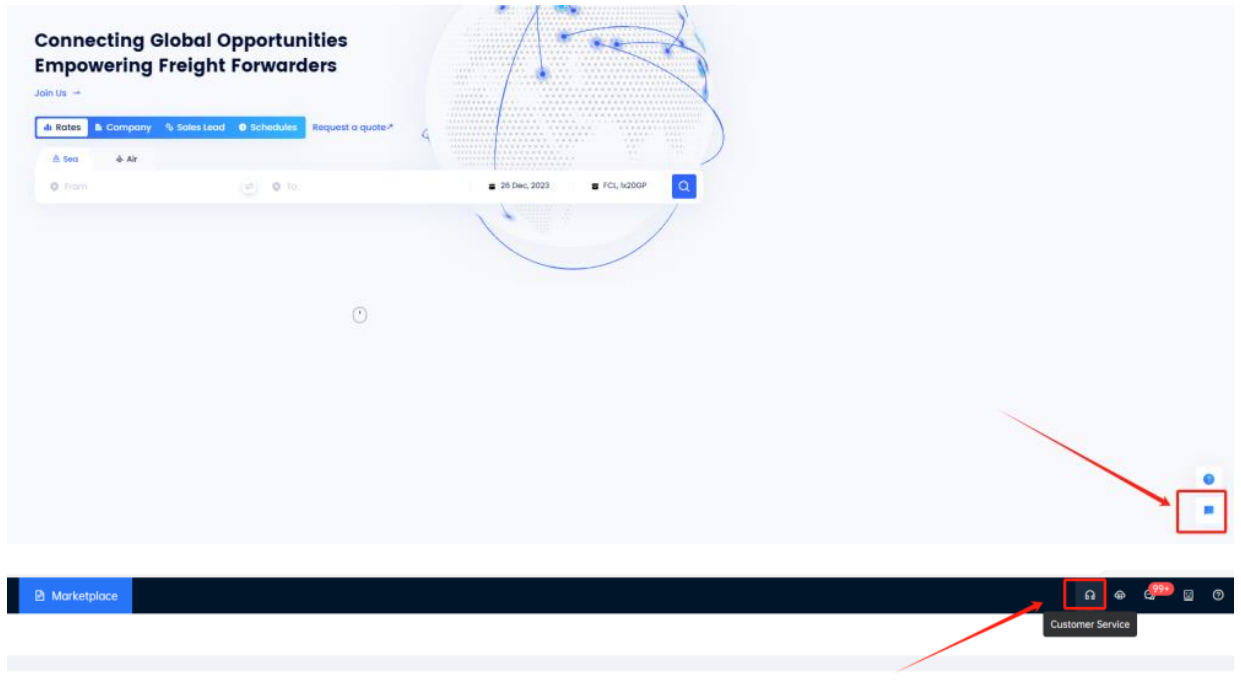 Connecting Global Opportunities
Empowering Freight Forwarders
Join Us →
Rates Company Sales Lead Schedules Request a quote↗
Sea Air
From To 26 Dec, 2023 FCL, 1x20GP
Marketplace 99+
Customer Service